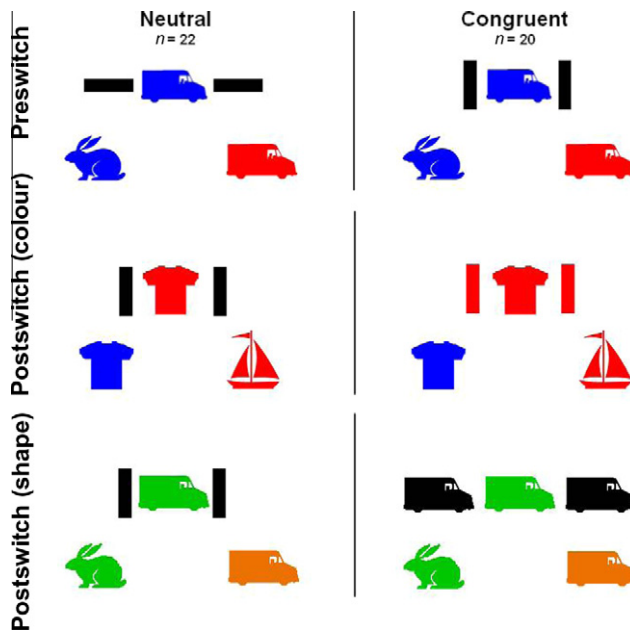 Neutral
n = 22
Congruent
n = 20
Preswitch
Postswitch (colour)
Postswitch (shape)